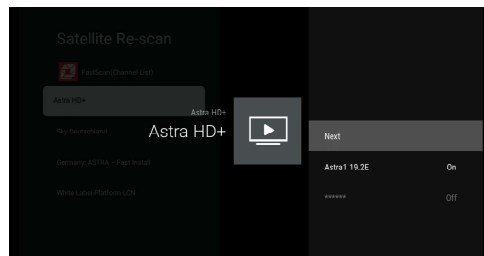 Satellite Re-scan
FastScan(Channel List)
Astra HD+
Sky Deutschland
Germany: ASTRA - Fast Install
White Label Platform LCN
Astra HD+
Astra HD+
Next
Astra1 19.2E On
****** Off